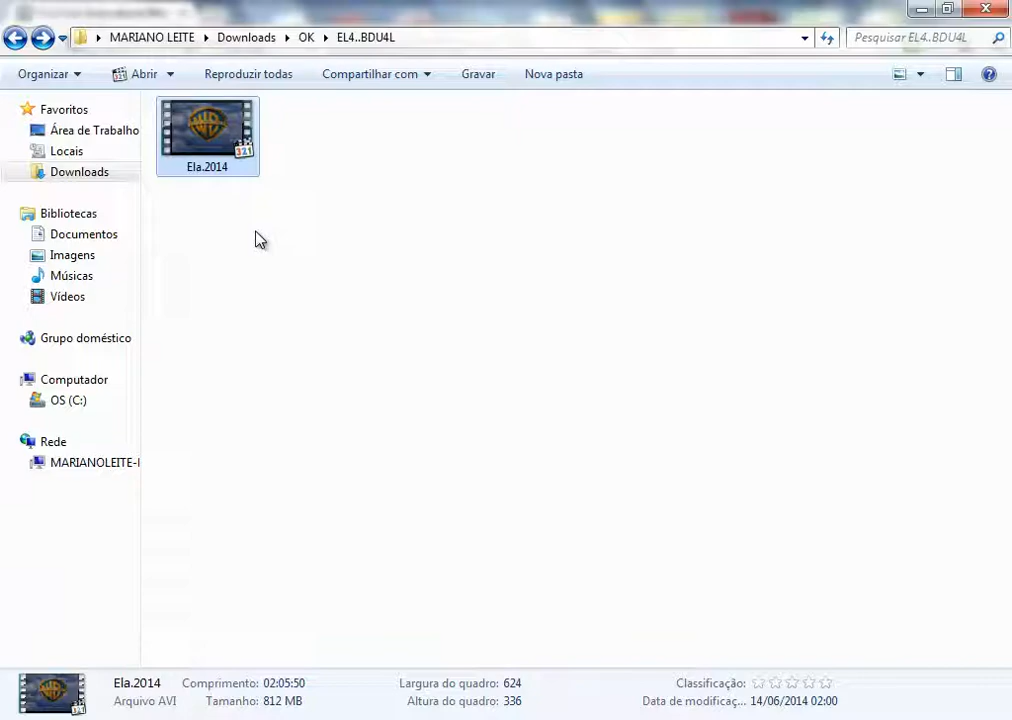 MARIANO LEITE Downloads OK EL4..BDU4L Pesquisar EL4..BDU4L
Organizar Abrir Reproduzir todas Compartilhar com Gravar Nova pasta
Favoritos
Área de Trabalho
Locais
Downloads
Bibliotecas
Documentos
Imagens
Músicas
Vídeos
Grupo doméstico
Computador
OS (C:)
Rede
MARIANOLEITE-
321
Ela.2014
Ela.2014 Comprimento: 02:05:50 Largura do quadro: 624 Classificação:
Arquivo AVI Tamanho: 812 MB Altura do quadro: 336 Data de modificaç... 14/06/2014 02:00